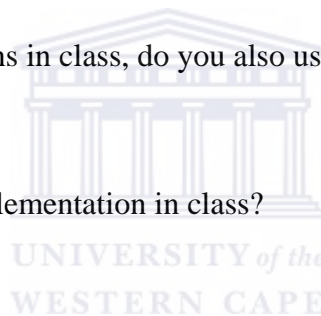 ns in class, do you also us
lementation in class?
UNIVERSITY of the
WESTERN CAPE